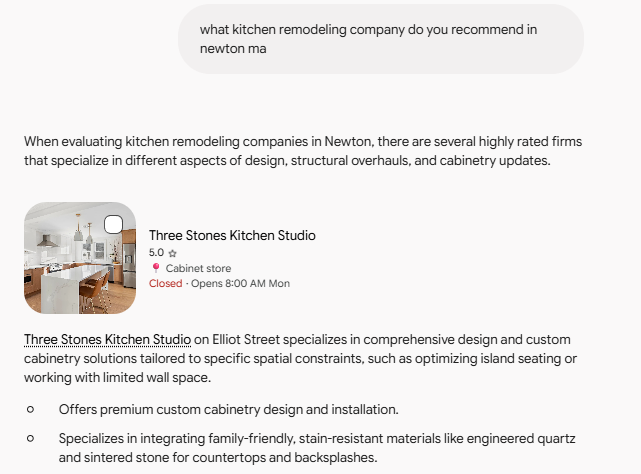 what kitchen remodeling company do you recommend in
newton ma
When evaluating kitchen remodeling companies in Newton, there are several highly rated firms
that specialize in different aspects of design, structural overhauls, and cabinetry updates.
Three Stones Kitchen Studio
5.0 ☆
📍 Cabinet store
Closed · Opens 8:00 AM Mon
Three Stones Kitchen Studio on Elliot Street specializes in comprehensive design and custom
cabinetry solutions tailored to specific spatial constraints, such as optimizing island seating or
working with limited wall space.
Offers premium custom cabinetry design and installation.
Specializes in integrating family-friendly, stain-resistant materials like engineered quartz
and sintered stone for countertops and backsplashes.